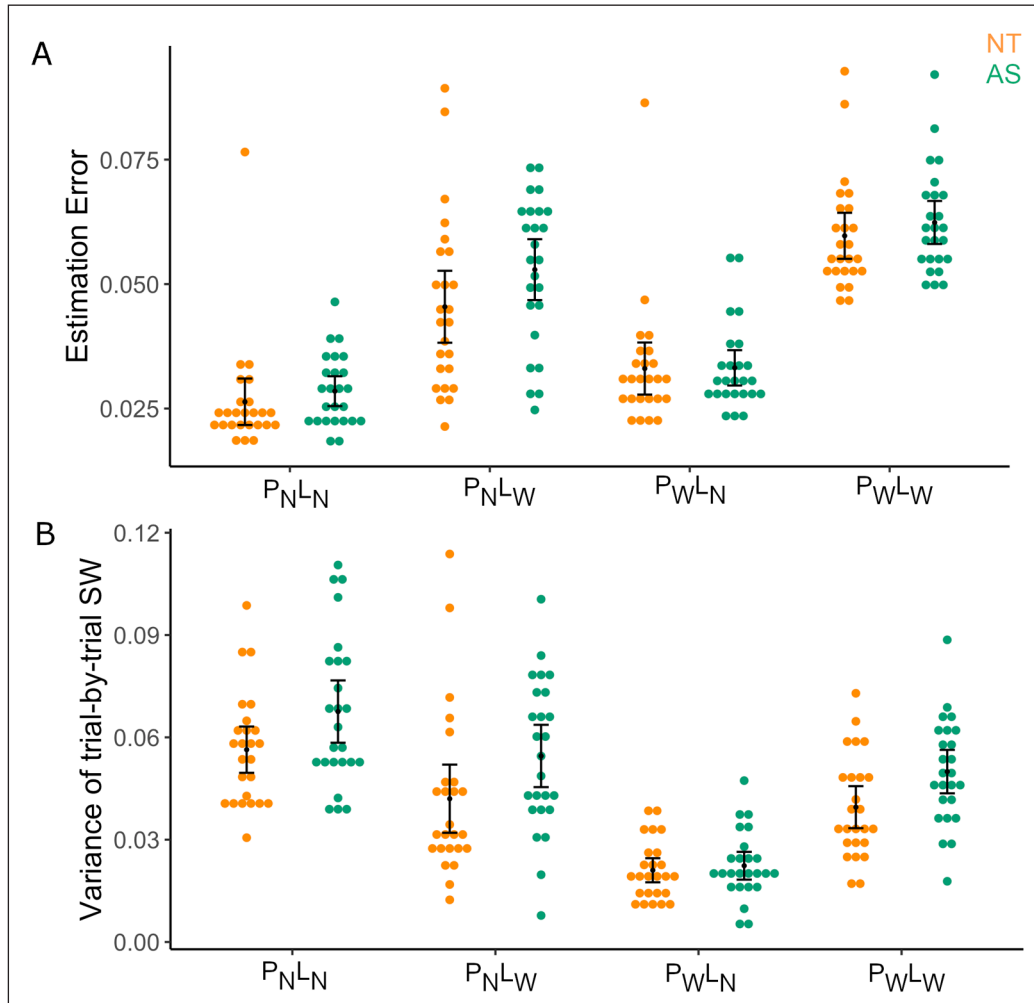 A
NT
AS
Estimation Error
0.075
0.050
0.025
PNLN
PNLW
PWLN
PWLW
B
Variance of trial-by-trial SW
0.12
0.09
0.06
0.03
0.00
PNLN
PNLW
PWLN
PWLW